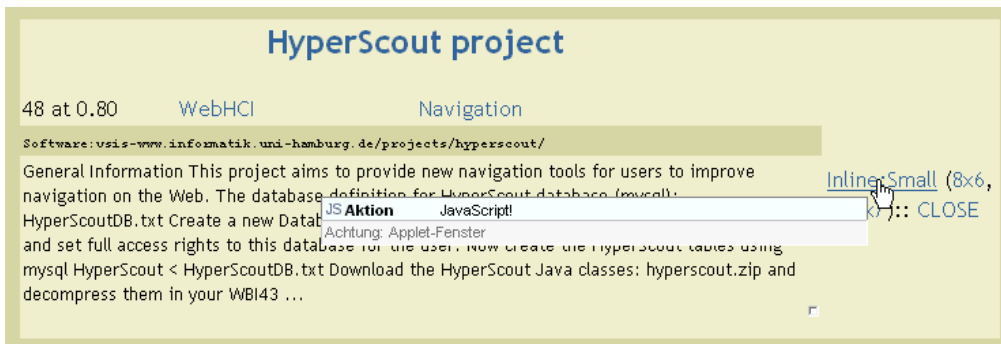 HyperScout project
48 at 0.80 WebHCI Navigation
Software:vsis-www.informatik.uni-hamburg.de/projects/hyperscout/
General Information This project aims to provide new navigation tools for users to improve
navigation on the Web. The database definition for HyperScout database (mysql):
HyperScoutDB.txt Create a new Datab
JS Aktion JavaScript!
Achtung: Applet-Fenster
and set full access rights to this database for the user. Now create the HyperScout tables using
mysql HyperScout < HyperScoutDB.txt Download the HyperScout Java classes: hyperscout.zip and
decompress them in your WBI43 ...
Inline:Small (8x6,
k) ):: CLOSE